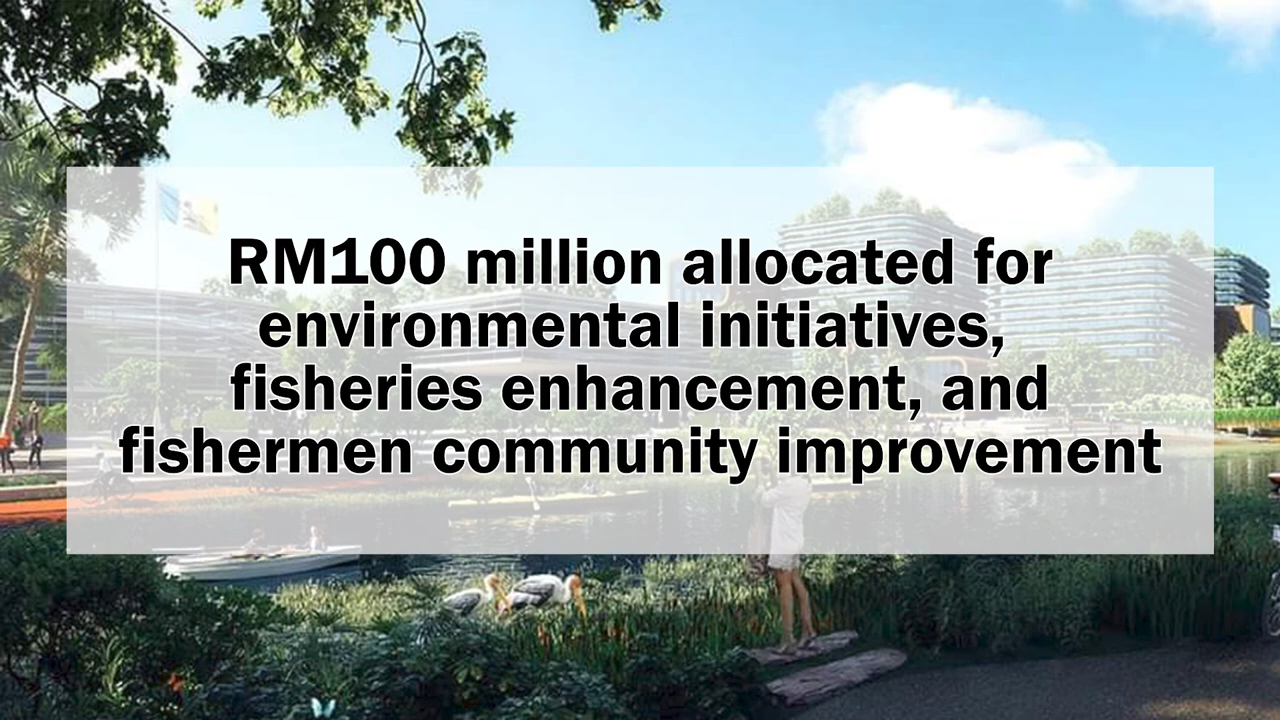 RM100 million allocated for
environmental initiatives,
fisheries enhancement, and
fishermen community improvement